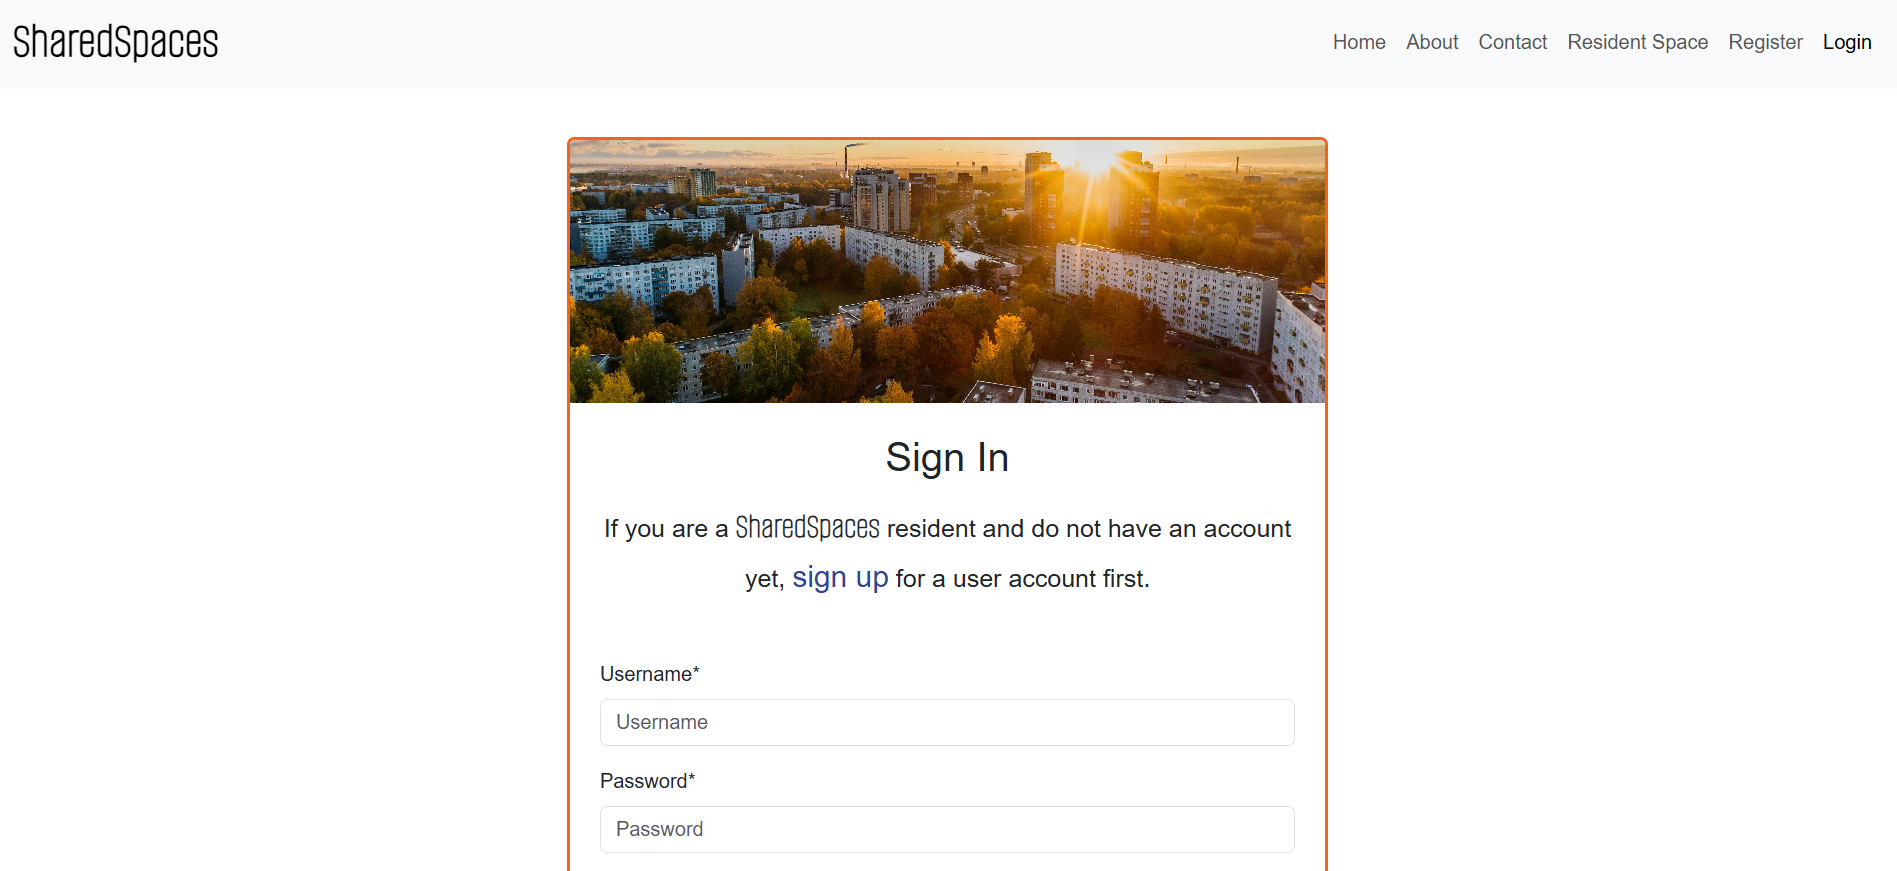 SharedSpaces
Home About Contact Resident Space Register Login
Sign In
If you are a SharedSpaces resident and do not have an account
yet, sign up for a user account first.
Username*
Username
Password*
Password